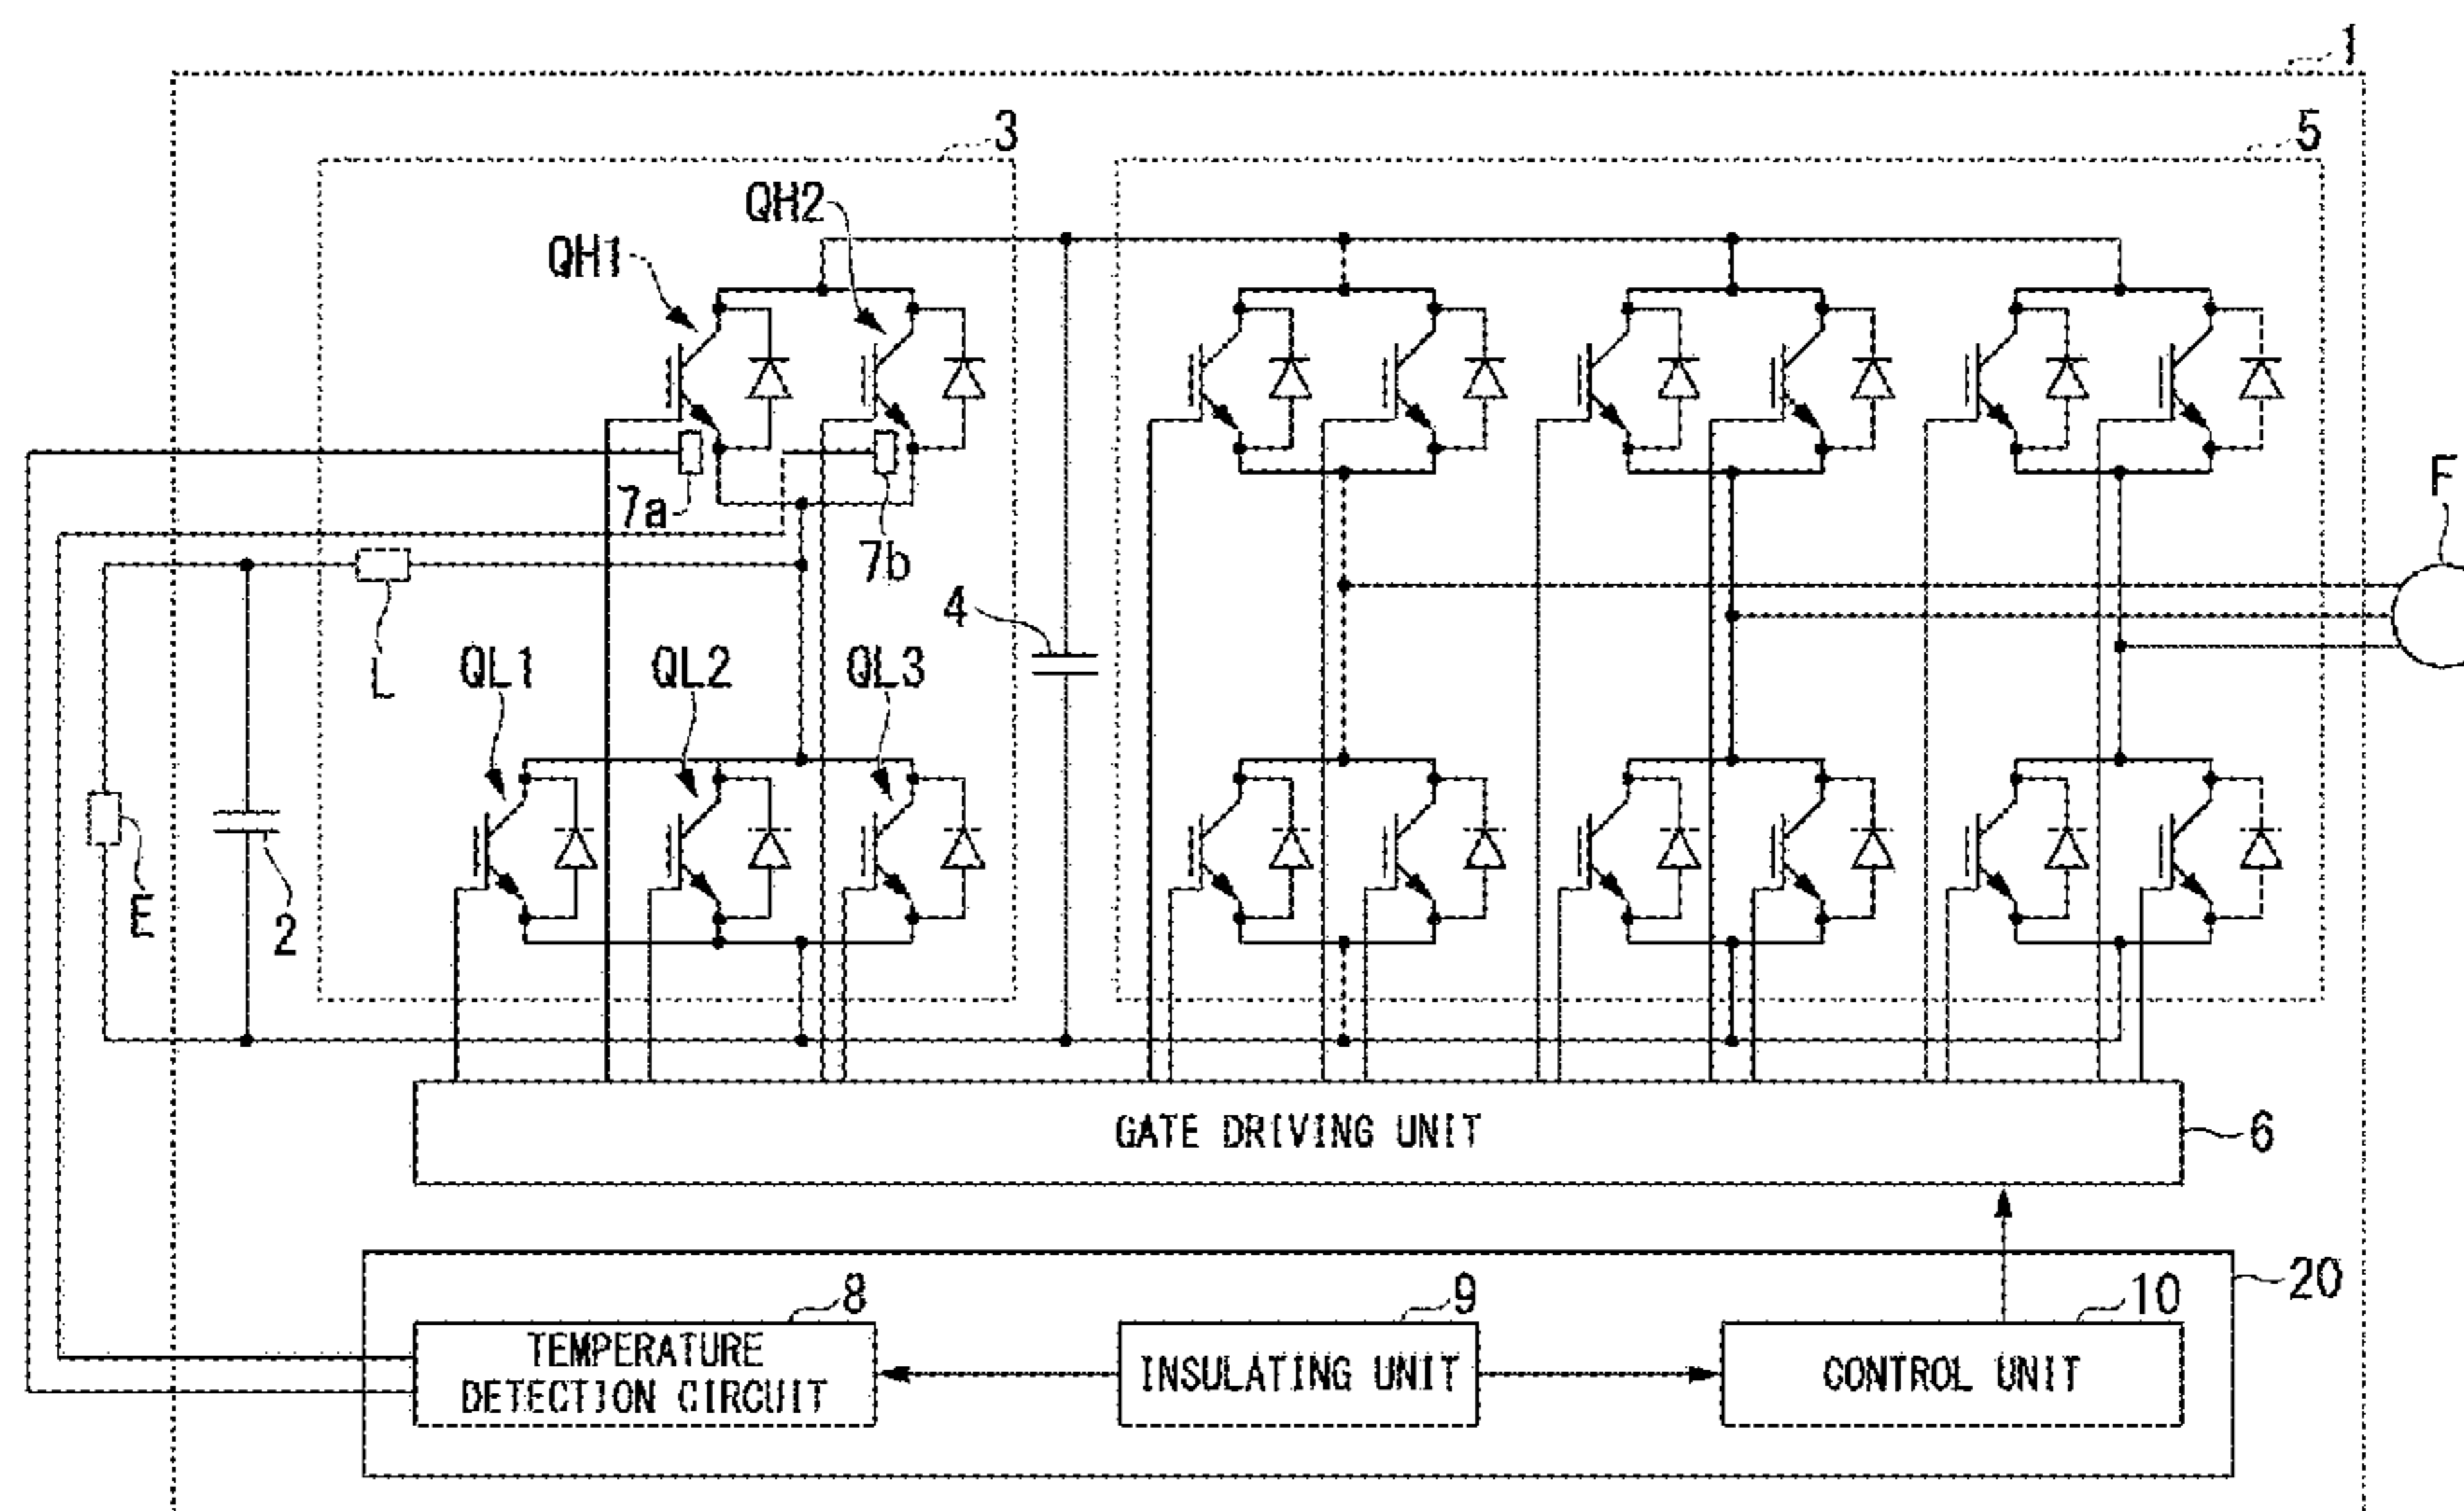 1
3
5
QH2
QH1
F
7a
7b
4
L
QL1
QL2
QL3
E
2
GATE DRIVING UNIT
6
20
8
9
10
TEMPERATURE
DETECTION CIRCUIT
INSULATING UNIT
CONTROL UNIT